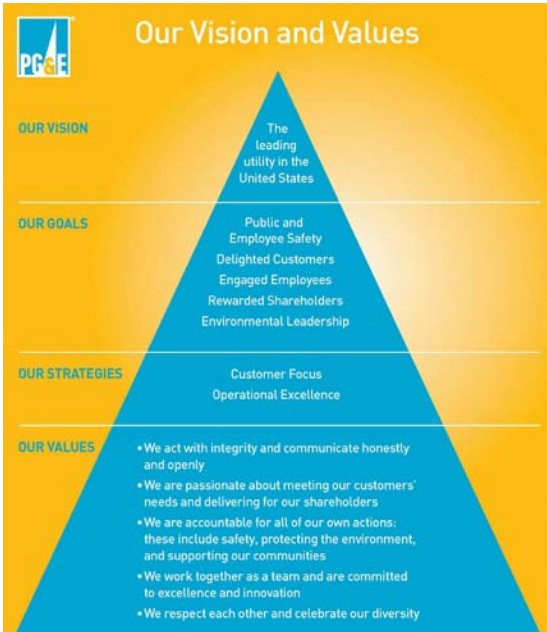 PG&E
Our Vision and Values
OUR VISION
The
leading
utility in the
United States
OUR GOALS
Public and
Employee Safety
Delighted Customers
Engaged Employees
Rewarded Shareholders
Environmental Leadership
OUR STRATEGIES
Customer Focus
Operational Excellence
OUR VALUES
• We act with integrity and communicate honestly
and openly
• We are passionate about meeting our customers'
needs and delivering for our shareholders
• We are accountable for all of our own actions:
these include safety, protecting the environment,
and supporting our communities
• We work together as a team and are committed
to excellence and innovation
• We respect each other and celebrate our diversity